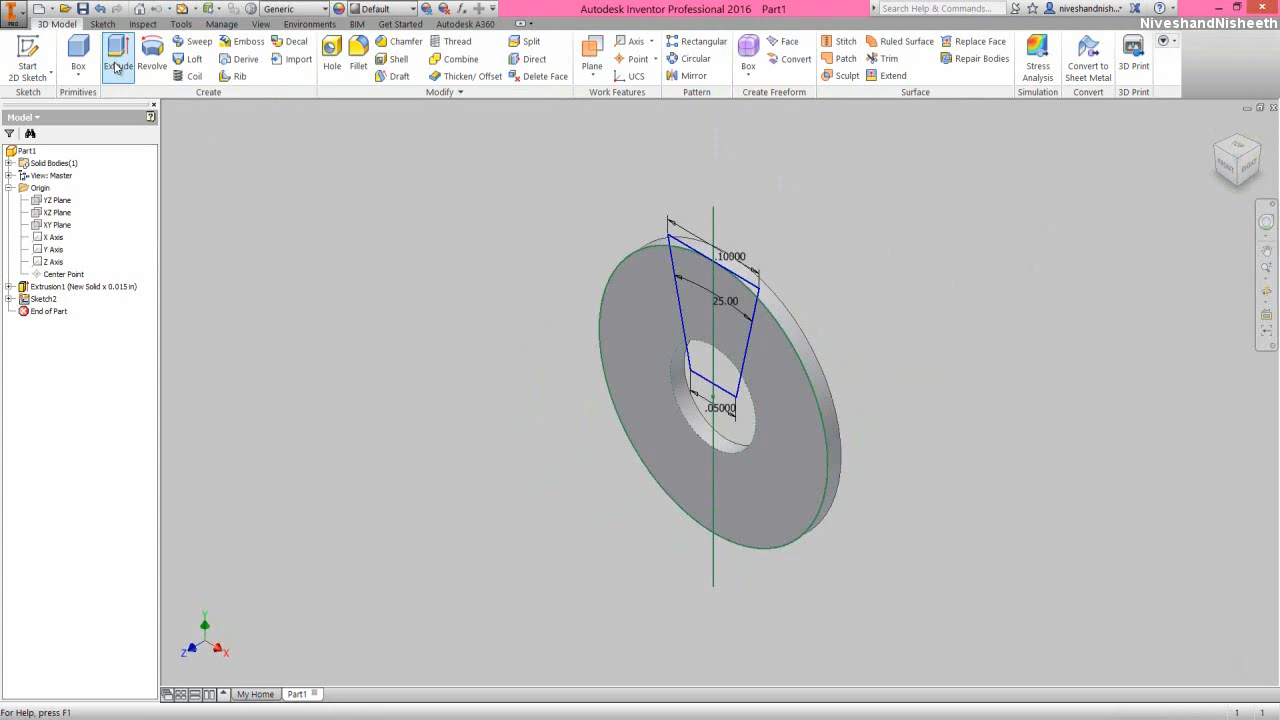 Generic
Default
Autodesk Inventor Professional 2016 Part1
Search Help & Commands...
niveshandnish...
NiveshandNisheeth
PRO
3D Model
Sketch
Inspect
Tools
Manage
View
Environments
BIM
Get Started
Autodesk A360
Start
2D Sketch
Box
Extrude
Revolve
Sweep
Loft
Coil
Emboss
Derive
Rib
Decal
Import
Hole
Fillet
Chamfer
Shell
Draft
Thread
Combine
Thicken/ Offset
Split
Direct
Delete Face
Plane
Axis
Point
UCS
Rectangular
Circular
Mirror
Box
Face
Convert
Stitch
Patch
Sculpt
Ruled Surface
Trim
Extend
Replace Face
Repair Bodies
Stress
Analysis
Convert to
Sheet Metal
3D Print
Sketch
Primitives
Create
Modify
Work Features
Pattern
Create Freeform
Surface
Simulation
Convert
3D Print
Model
Part1
Solid Bodies(1)
View: Master
Origin
YZ Plane
XZ Plane
XY Plane
X Axis
Y Axis
Z Axis
Center Point
Extrusion1 (New Solid x 0.015 in)
Sketch2
End of Part
TOP
FRONT
RIGHT
.10000
25.00
.05000
Y
Z
X
My Home
Part1
For Help, press F1
1
1